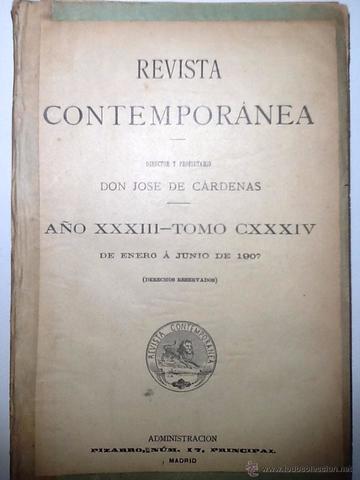 REVISTA
CONTEMPORÁNEA
DIRECTOR Y PROPIETARIO
DON JOSE DE CÁRDENAS
AÑO XXXIII—TOMO CXXXIV
DE ENERO Á JUNIO DE 1907
(DERECHOS RESERVADOS)
REVISTA CONTEMPORANEA
ADMINISTRACION
PIZARRO, NÚM. 17, PRINCIPAL
MADRID
todocoleccion.net